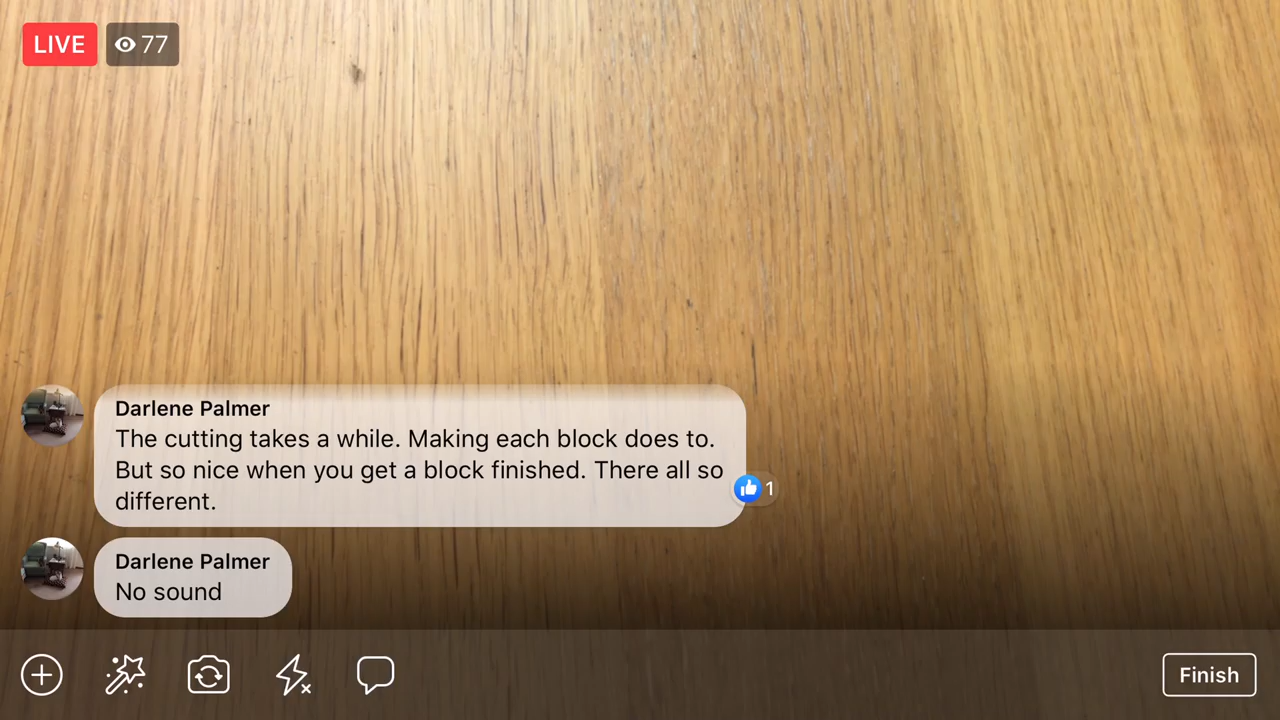 LIVE 77
Darlene Palmer
The cutting takes a while. Making each block does to.
But so nice when you get a block finished. There all so
different.
1
Darlene Palmer
No sound
Finish